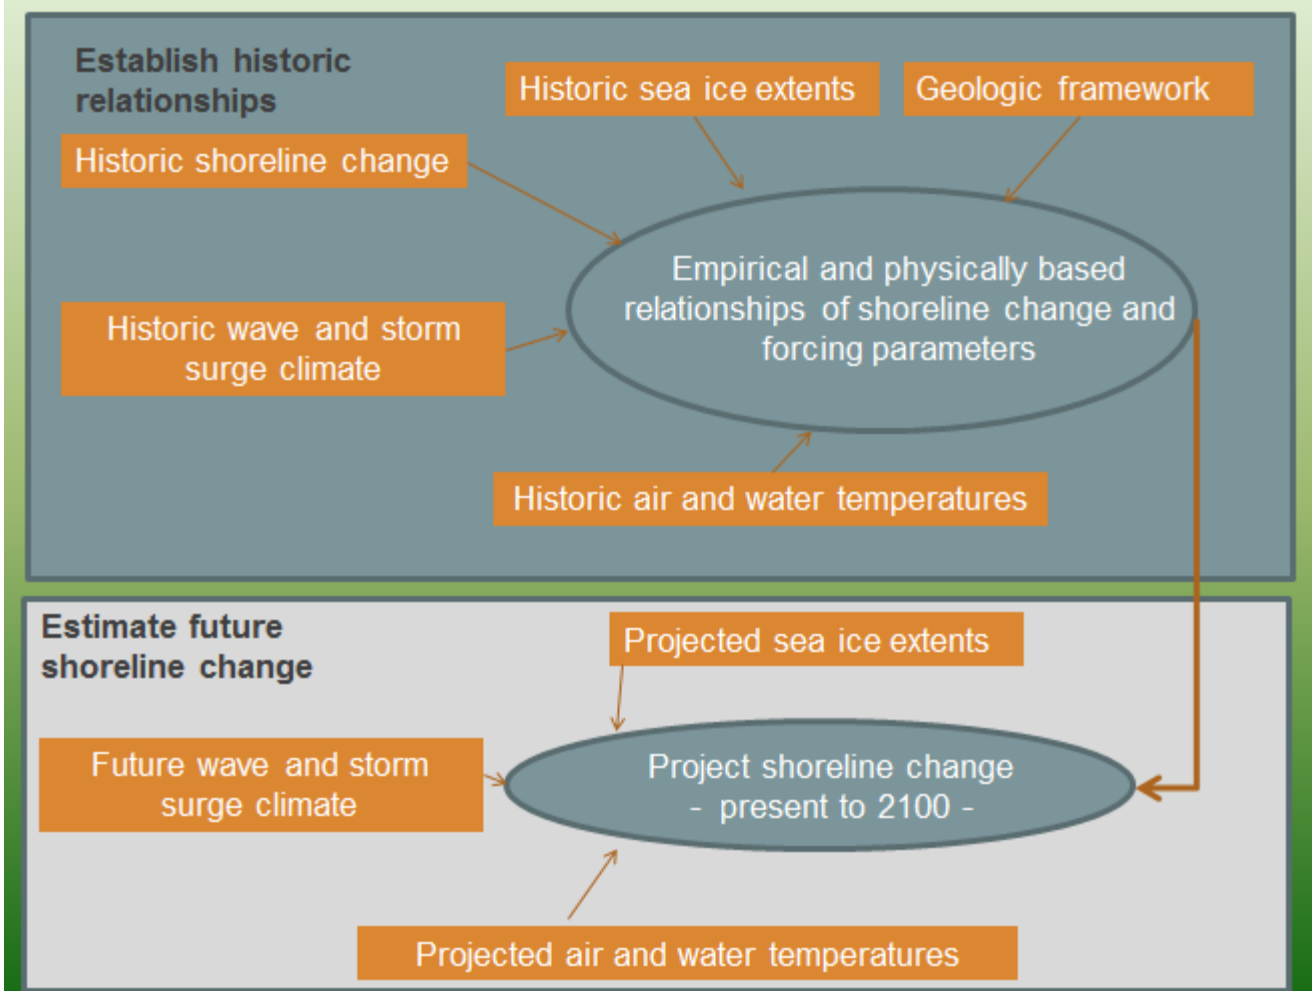 Establish historic
relationships
Historic sea ice extents
Geologic framework
Historic shoreline change
Empirical and physically based
relationships of shoreline change and
forcing parameters
Historic wave and storm
surge climate
Historic air and water temperatures
Estimate future
shoreline change
Projected sea ice extents
Future wave and storm
surge climate
Project shoreline change
- present to 2100 -
Projected air and water temperatures